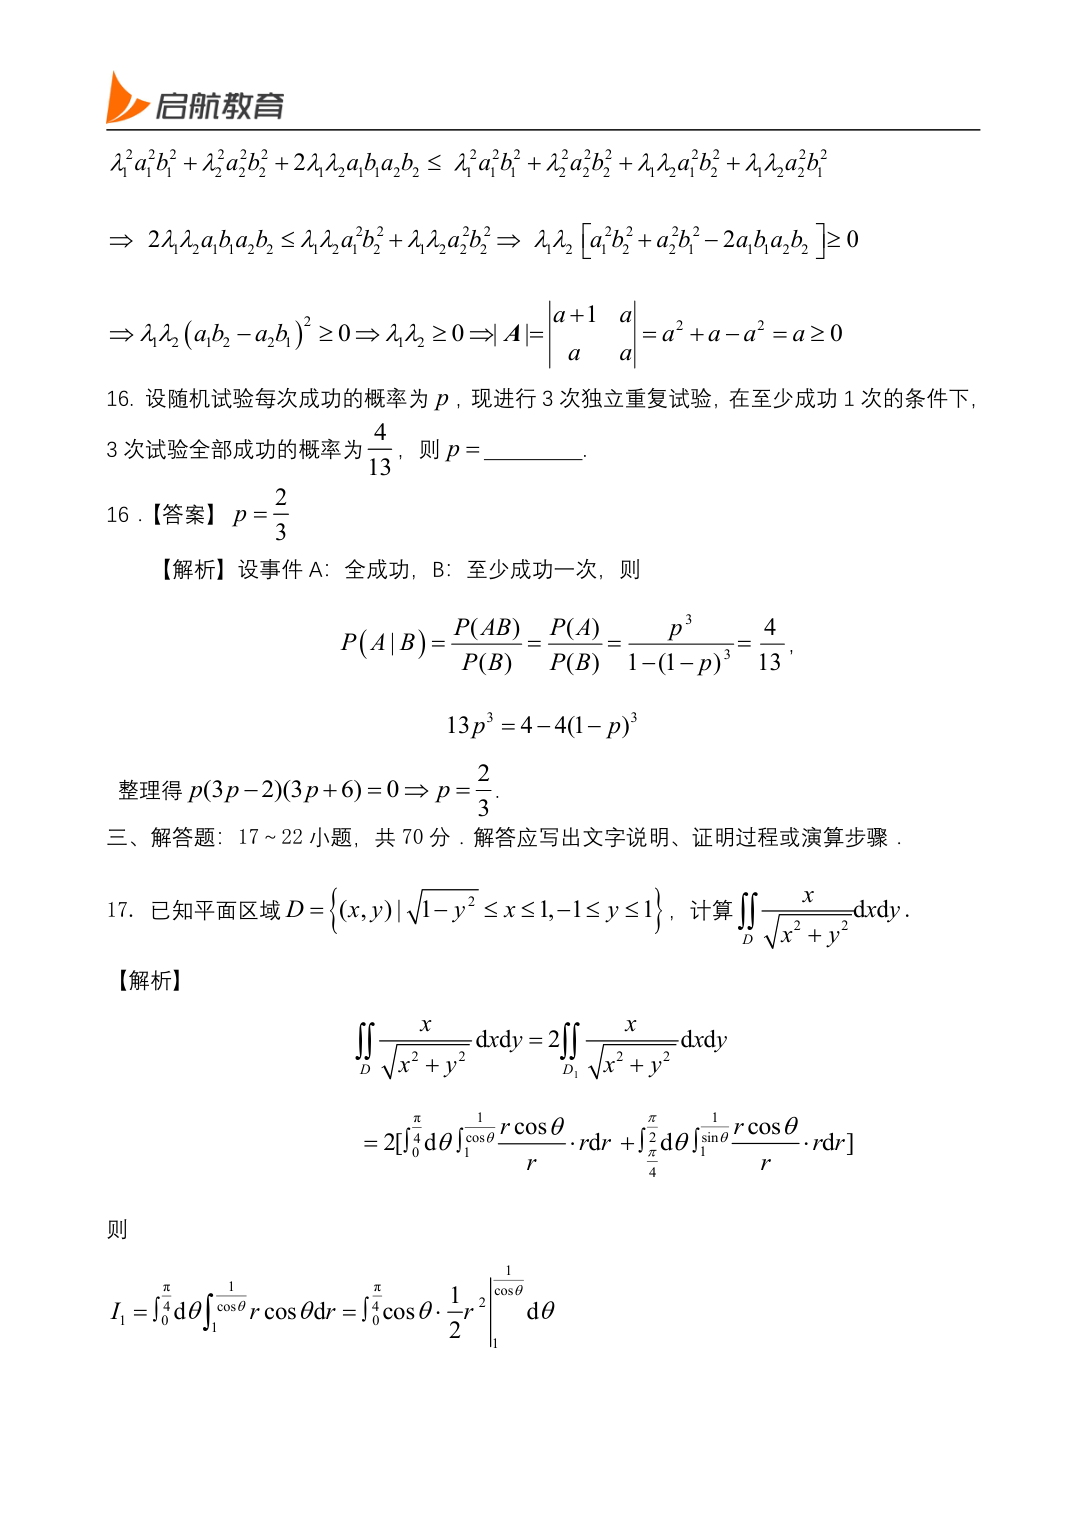 启航教育
λ₁²a₁²b₁² + λ₂²a₂²b₂² + 2λ₁λ₂a₁b₁a₂b₂ ≤ λ₁²a₁²b₁² + λ₂²a₂²b₂² + λ₁λ₂a₁²b₂² + λ₁λ₂a₂²b₁²
⇒ 2λ₁λ₂a₁b₁a₂b₂ ≤ λ₁λ₂a₁²b₂² + λ₁λ₂a₂²b₂² ⇒ λ₁λ₂[a₁²b₂² + a₂²b₁² − 2a₁b₁a₂b₂] ≥ 0
⇒ λ₁λ₂(a₁b₂ − a₂b₁)² ≥ 0 ⇒ λ₁λ₂ ≥ 0 ⇒ |A| = |a+1 a; a a| = a² + a − a² = a ≥ 0
16. 设随机试验每次成功的概率为 p，现进行 3 次独立重复试验，在至少成功 1 次的条件下，
3 次试验全部成功的概率为 4/13，则 p = ________.
16 .【答案】 p = 2/3
【解析】设事件 A：全成功，B：至少成功一次，则
P(A|B) = P(AB)/P(B) = P(A)/P(B) = p³/(1−(1−p)³) = 4/13，
13p³ = 4 − 4(1−p)³
整理得 p(3p−2)(3p+6) = 0 ⇒ p = 2/3.
三、解答题：17～22 小题，共 70 分．解答应写出文字说明、证明过程或演算步骤．
17. 已知平面区域 D = {(x,y)| √(1−y²) ≤ x ≤ 1, −1 ≤ y ≤ 1}，计算 ∬_D x/√(x²+y²) dxdy．
【解析】
∬_D x/√(x²+y²) dxdy = 2∬_D₁ x/√(x²+y²) dxdy
= 2[∫₀^(π/4) dθ ∫₁^(1/cosθ) (r cosθ)/r · rdr + ∫_(π/4)^(π/2) dθ ∫₁^(1/sinθ) (r cosθ)/r · rdr]
则
I₁ = ∫₀^(π/4) dθ ∫₁^(1/cosθ) r cosθdr = ∫₀^(π/4) cosθ · 1/2 r² |₁^(1/cosθ) dθ